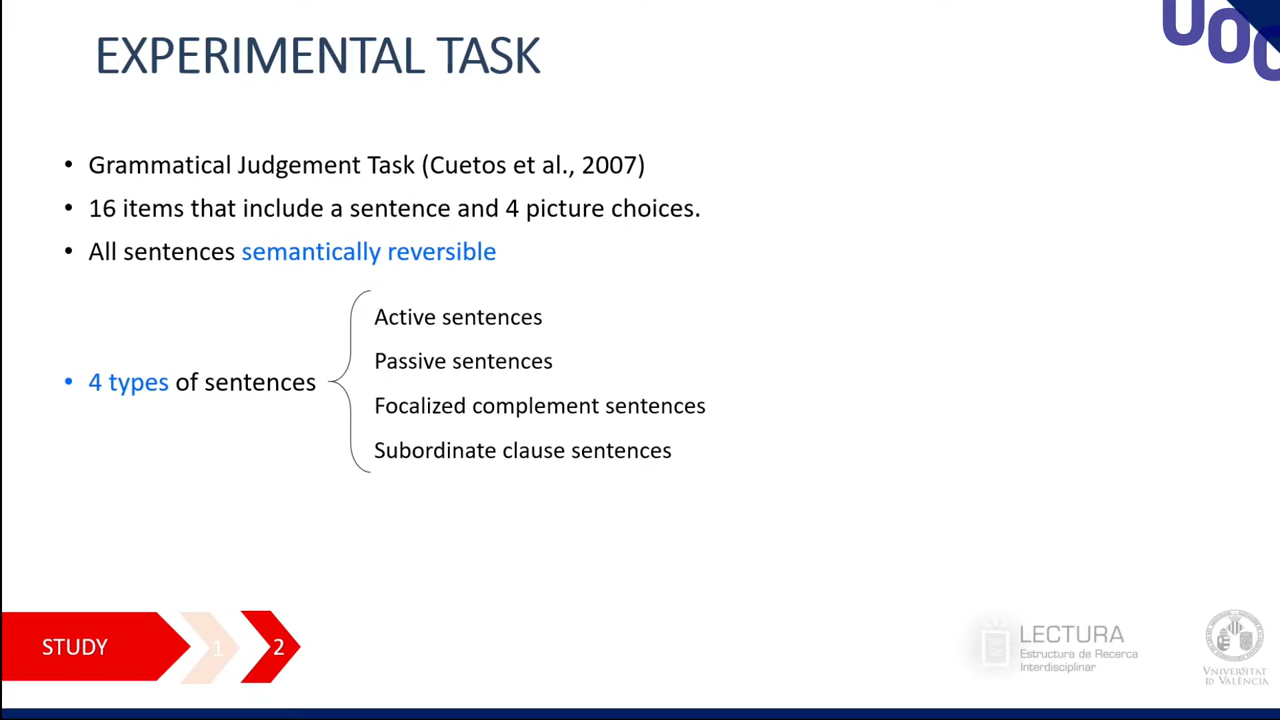 EXPERIMENTAL TASK
UOC
• Grammatical Judgement Task (Cuetos et al., 2007)
• 16 items that include a sentence and 4 picture choices.
• All sentences semantically reversible
• 4 types of sentences
Active sentences
Passive sentences
Focalized complement sentences
Subordinate clause sentences
STUDY
1
2
LECTURA
Estructura de Recerca
Interdisciplinar
VNIVERSITAT
ID VALÈNCIA